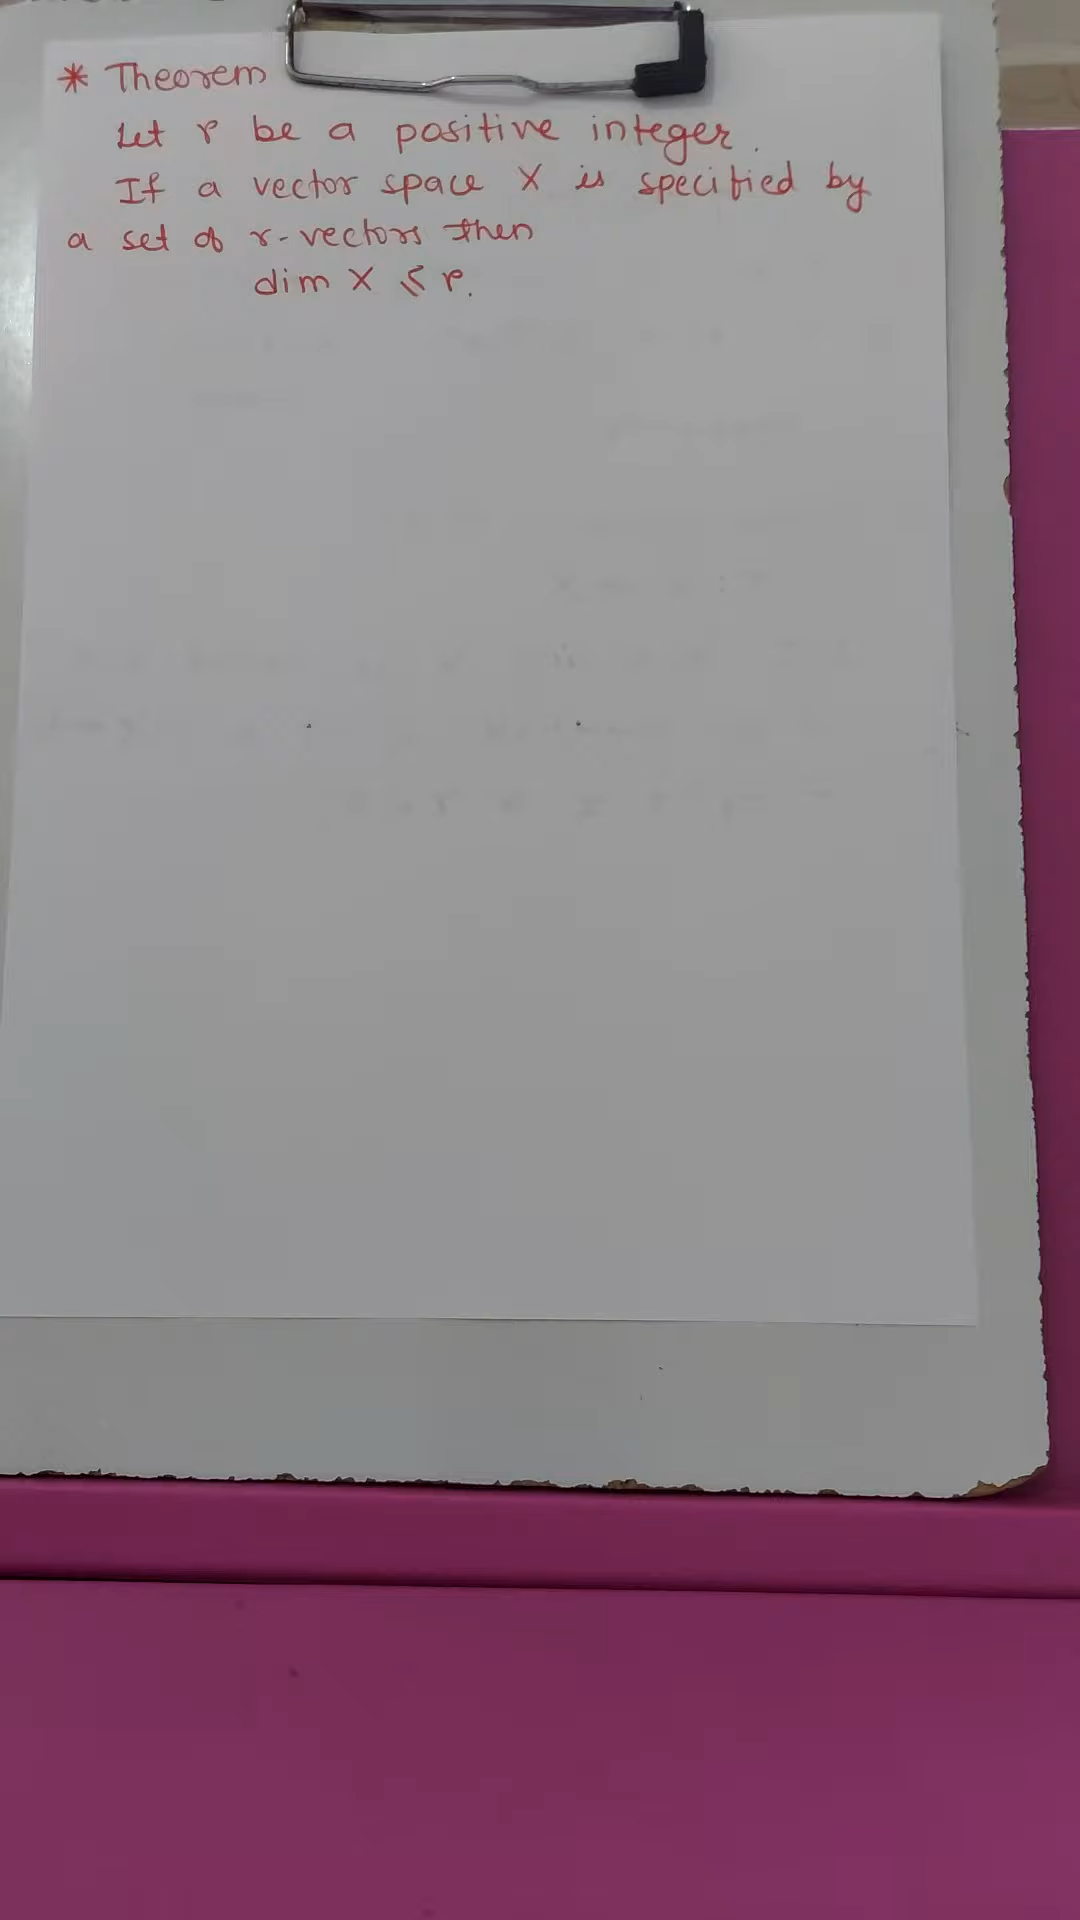 * Theorem
Let r be a positive integer.
If a vector space X is specified by
a set of r-vectors then
dim X ≤ r.